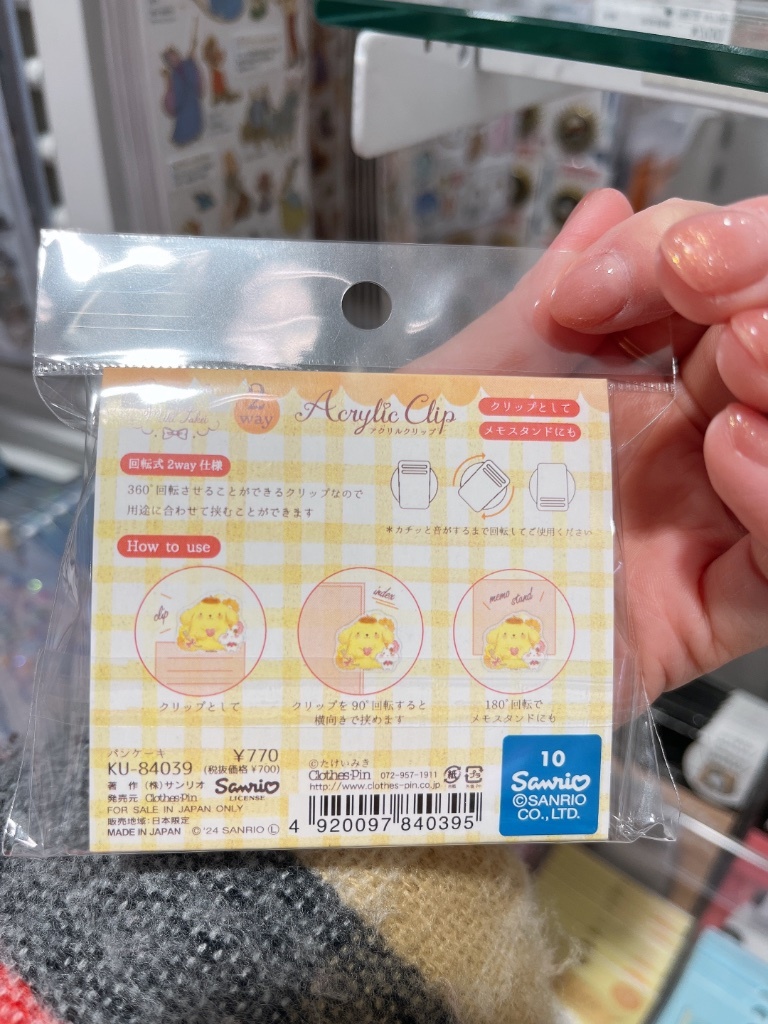 2 way
Acrylic Clip
アクリルクリップ
クリップとして
メモスタンドにも
回転式 2way 仕様
360°回転させることができるクリップなので
用途に合わせて挟むことができます
*カチッと音がするまで回転してご使用ください
How to use
clip
index
memo stand
クリップとして
クリップを 90°回転すると
横向きで挟めます
180°回転で
メモスタンドにも
パンケーキ
KU-84039
¥770
(税抜価格 ¥700)
著 作 (株)サンリオ
Sanrio
LICENSE
発売元 Clothes-Pin
FOR SALE IN JAPAN ONLY
販売地域:日本限定
MADE IN JAPAN
©'24 SANRIO Ⓛ
©たけいみき
Clothes-Pin 072-957-1911
http://www.clothes-pin.co.jp
紙
プラ
4 920097 840395
10
Sanrio
©SANRIO
CO., LTD.